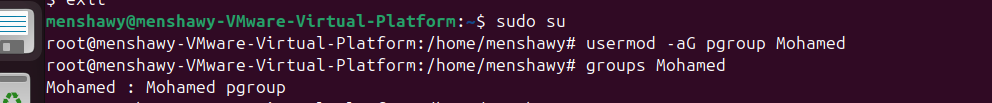 $ exit
menshawy@menshawy-VMware-Virtual-Platform:~$ sudo su
root@menshawy-VMware-Virtual-Platform:/home/menshawy# usermod -aG pgroup Mohamed
root@menshawy-VMware-Virtual-Platform:/home/menshawy# groups Mohamed
Mohamed : Mohamed pgroup